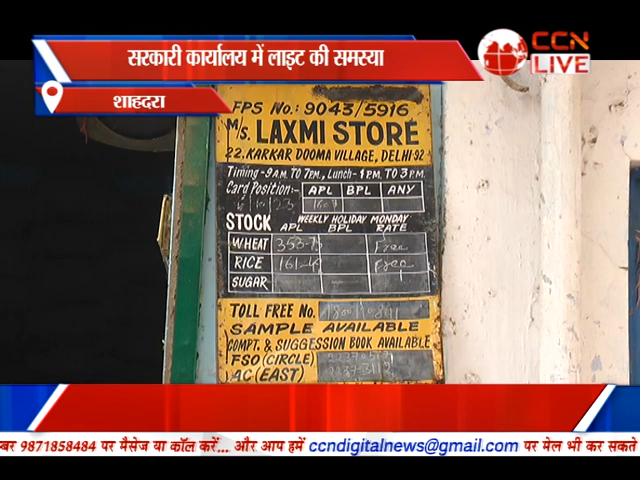 सरकारी कार्यालय में लाइट की समस्या
CCN
LIVE
शाहदरा
FPS No.: 9043/5916
M/s. LAXMI STORE
22, KARKAR DOOMA VILLAGE, DELHI-92
Timing-9 A.M. TO 7 P.M., Lunch-1 P.M. TO 3 P.M.
Card Position:- APL BPL ANY
STOCK WEEKLY HOLIDAY MONDAY
APL BPL RATE
WHEAT Free
RICE Free
SUGAR
TOLL FREE No.
SAMPLE AVAILABLE
COMPT. & SUGGESSION BOOK AVAILABLE
FSO (CIRCLE)
AC (EAST)
म्बर 9871858484 पर मैसेज या कॉल करें... और आप हमें ccndigitalnews@gmail.com पर मेल भी कर सकते